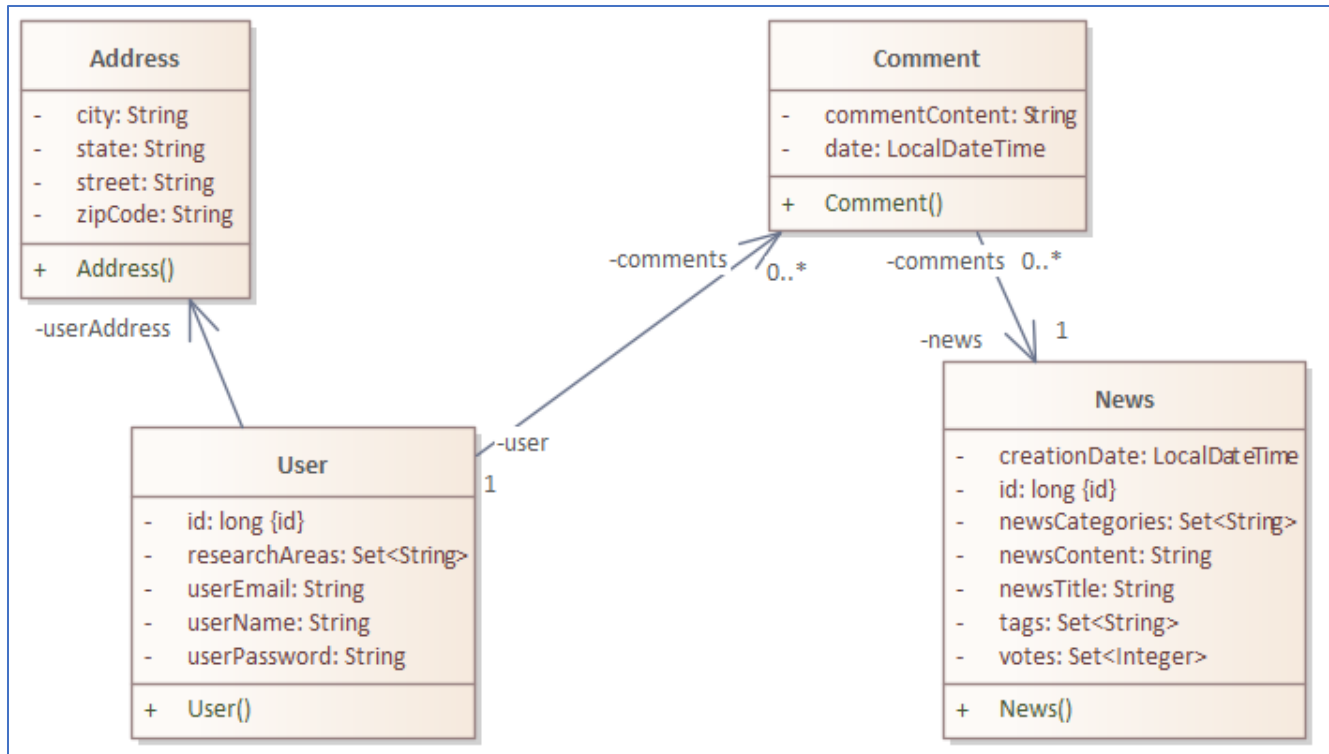 Address
- city: String
- state: String
- street: String
- zipCode: String
+ Address()
Comment
- commentContent: String
- date: LocalDateTime
+ Comment()
-comments
0..*
-comments 0..*
-userAddress
-news
1
-user
1
User
- id: long {id}
- researchAreas: Set<String>
- userEmail: String
- userName: String
- userPassword: String
+ User()
News
- creationDate: LocalDateTime
- id: long {id}
- newsCategories: Set<String>
- newsContent: String
- newsTitle: String
- tags: Set<String>
- votes: Set<Integer>
+ News()